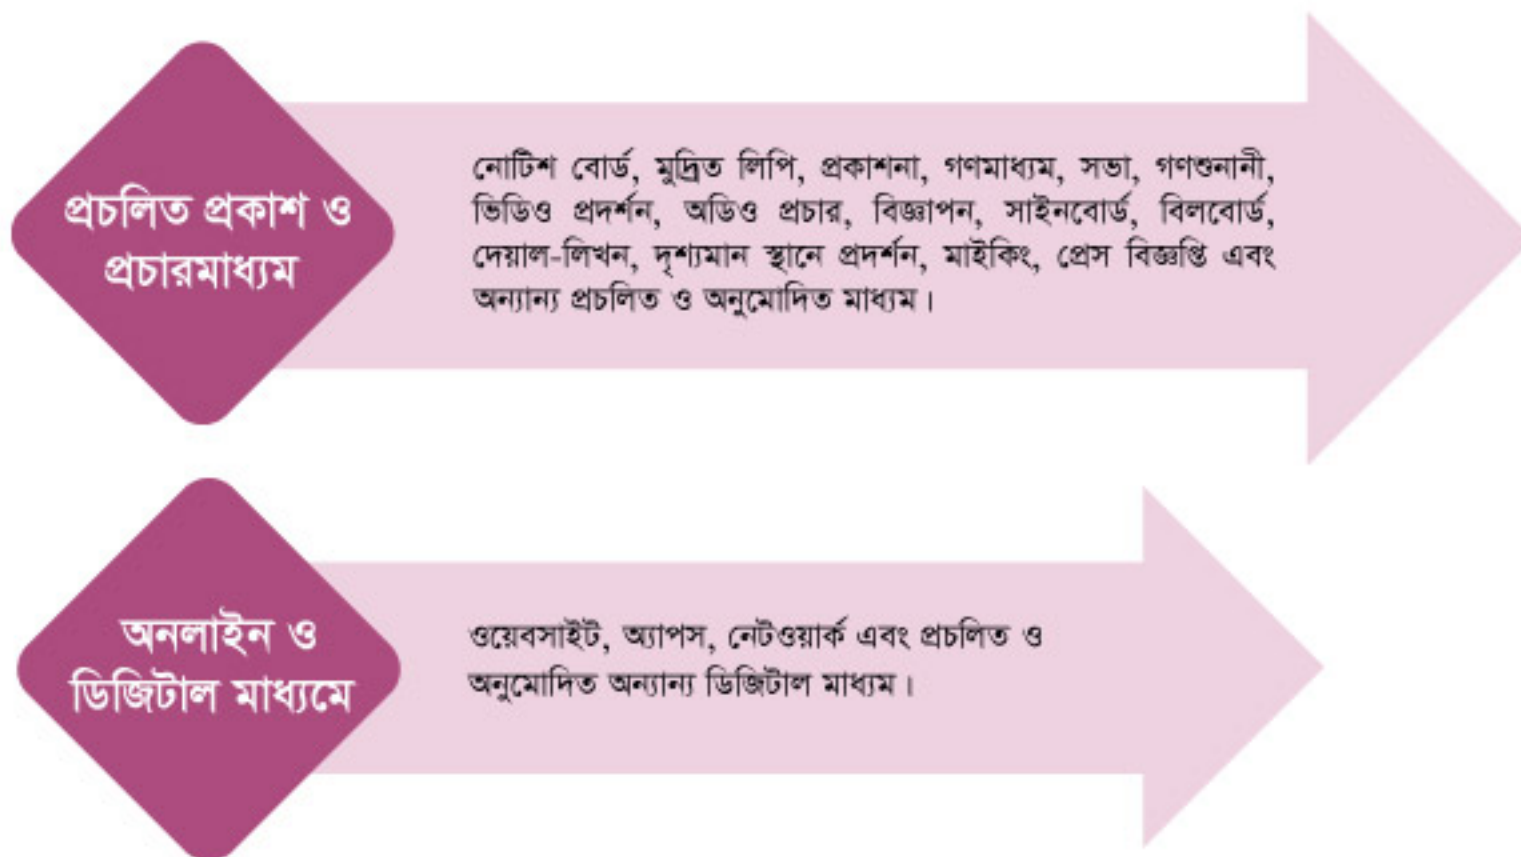 প্রচলিত প্রকাশ ও
প্রচারমাধ্যম
নোটিশ বোর্ড, মুদ্রিত লিপি, প্রকাশনা, গণমাধ্যম, সভা, গণশুনানী,
ভিডিও প্রদর্শন, অডিও প্রচার, বিজ্ঞাপন, সাইনবোর্ড, বিলবোর্ড,
দেয়াল-লিখন, দৃশ্যমান স্থানে প্রদর্শন, মাইকিং, প্রেস বিজ্ঞপ্তি এবং
অন্যান্য প্রচলিত ও অনুমোদিত মাধ্যম।
অনলাইন ও
ডিজিটাল মাধ্যমে
ওয়েবসাইট, অ্যাপস, নেটওয়ার্ক এবং প্রচলিত ও
অনুমোদিত অন্যান্য ডিজিটাল মাধ্যম।